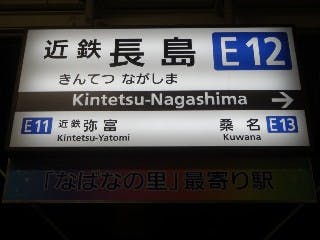 近鉄長島 E12
きんてつ ながしま
Kintetsu-Nagashima →
E11 近鉄弥富 桑名 E13
Kintetsu-Yatomi Kuwana
「なばなの里」最寄り駅